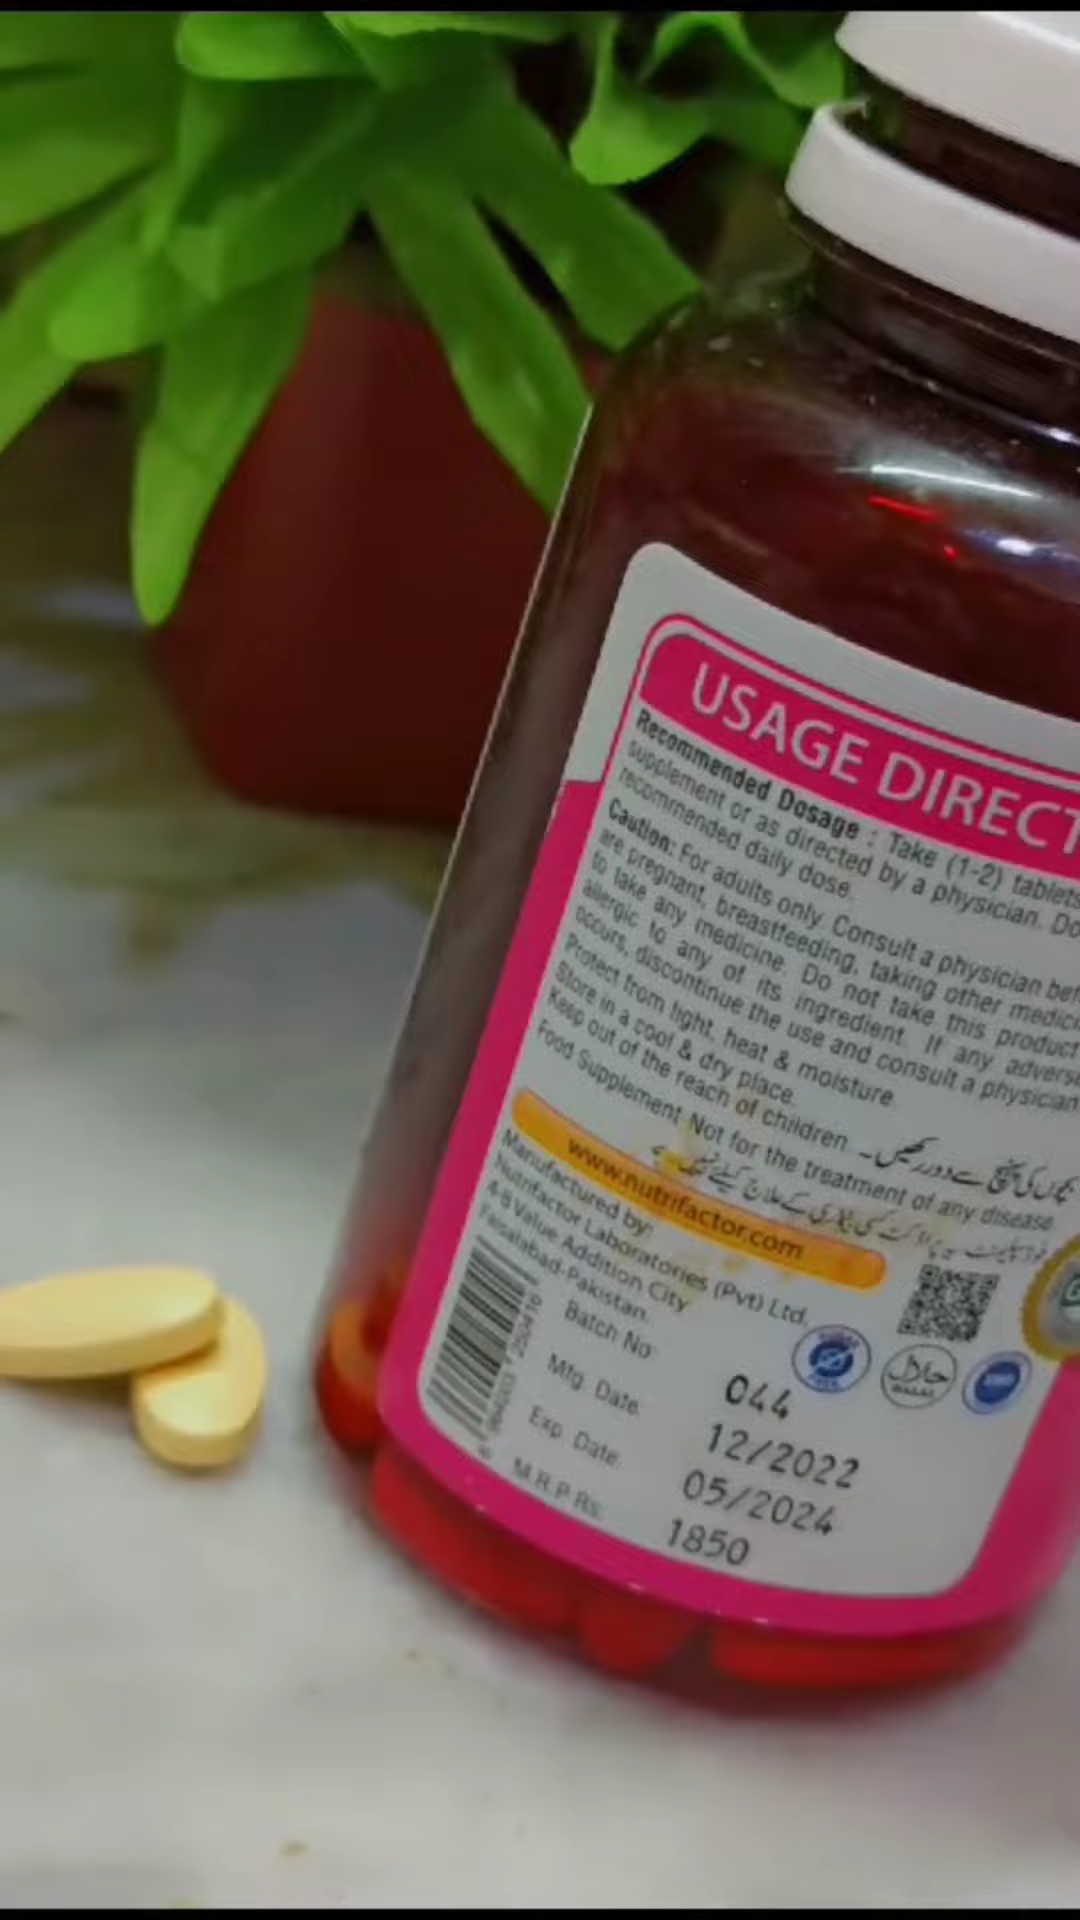 USAGE DIRECT
Recommended Dosage : Take (1-2) tablets
supplement or as directed by a physician. Do
recommended daily dose.
Caution: For adults only. Consult a physician bef
are pregnant, breastfeeding, taking other medici
to take any medicine. Do not take this product
allergic to any of its ingredient. If any adverse
occurs, discontinue the use and consult a physician
Protect from light, heat & moisture.
Store in a cool & dry place.
Keep out of the reach of children. بچوں کی پہنچ سے دور رکھیں۔
Food Supplement Not for the treatment of any disease.
www.nutrifactor.com
Manufactured by:
Nutrifactor Laboratories (Pvt) Ltd.
4-B Value Addition City
Faisalabad-Pakistan.
Batch No: 044
Mfg. Date. 12/2022
Exp. Date. 05/2024
M.R.P Rs: 1850
حلال
HALAL